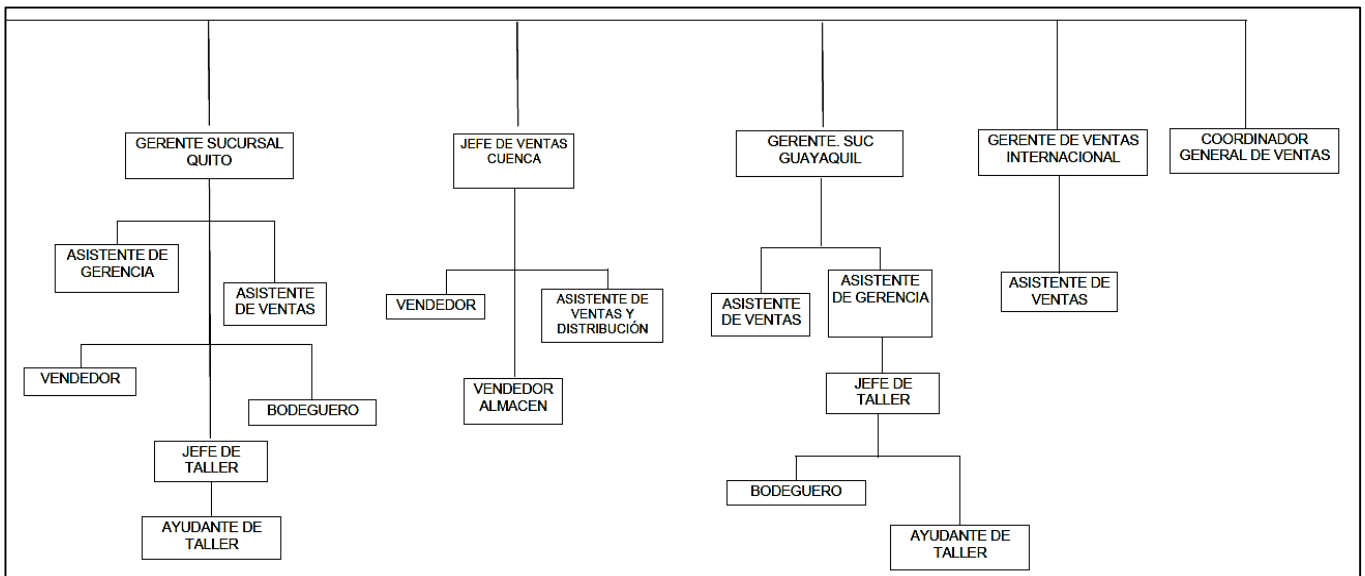 GERENTE SUCURSAL
QUITO
JEFE DE VENTAS
CUENCA
GERENTE. SUC
GUAYAQUIL
GERENTE DE VENTAS
INTERNACIONAL
COORDINADOR
GENERAL DE VENTAS
ASISTENTE DE
GERENCIA
ASISTENTE
DE VENTAS
VENDEDOR
BODEGUERO
JEFE DE
TALLER
AYUDANTE DE
TALLER
VENDEDOR
ASISTENTE DE
VENTAS Y
DISTRIBUCIÓN
VENDEDOR
ALMACEN
ASISTENTE
DE VENTAS
ASISTENTE
DE GERENCIA
JEFE DE
TALLER
BODEGUERO
AYUDANTE DE
TALLER
ASISTENTE DE
VENTAS